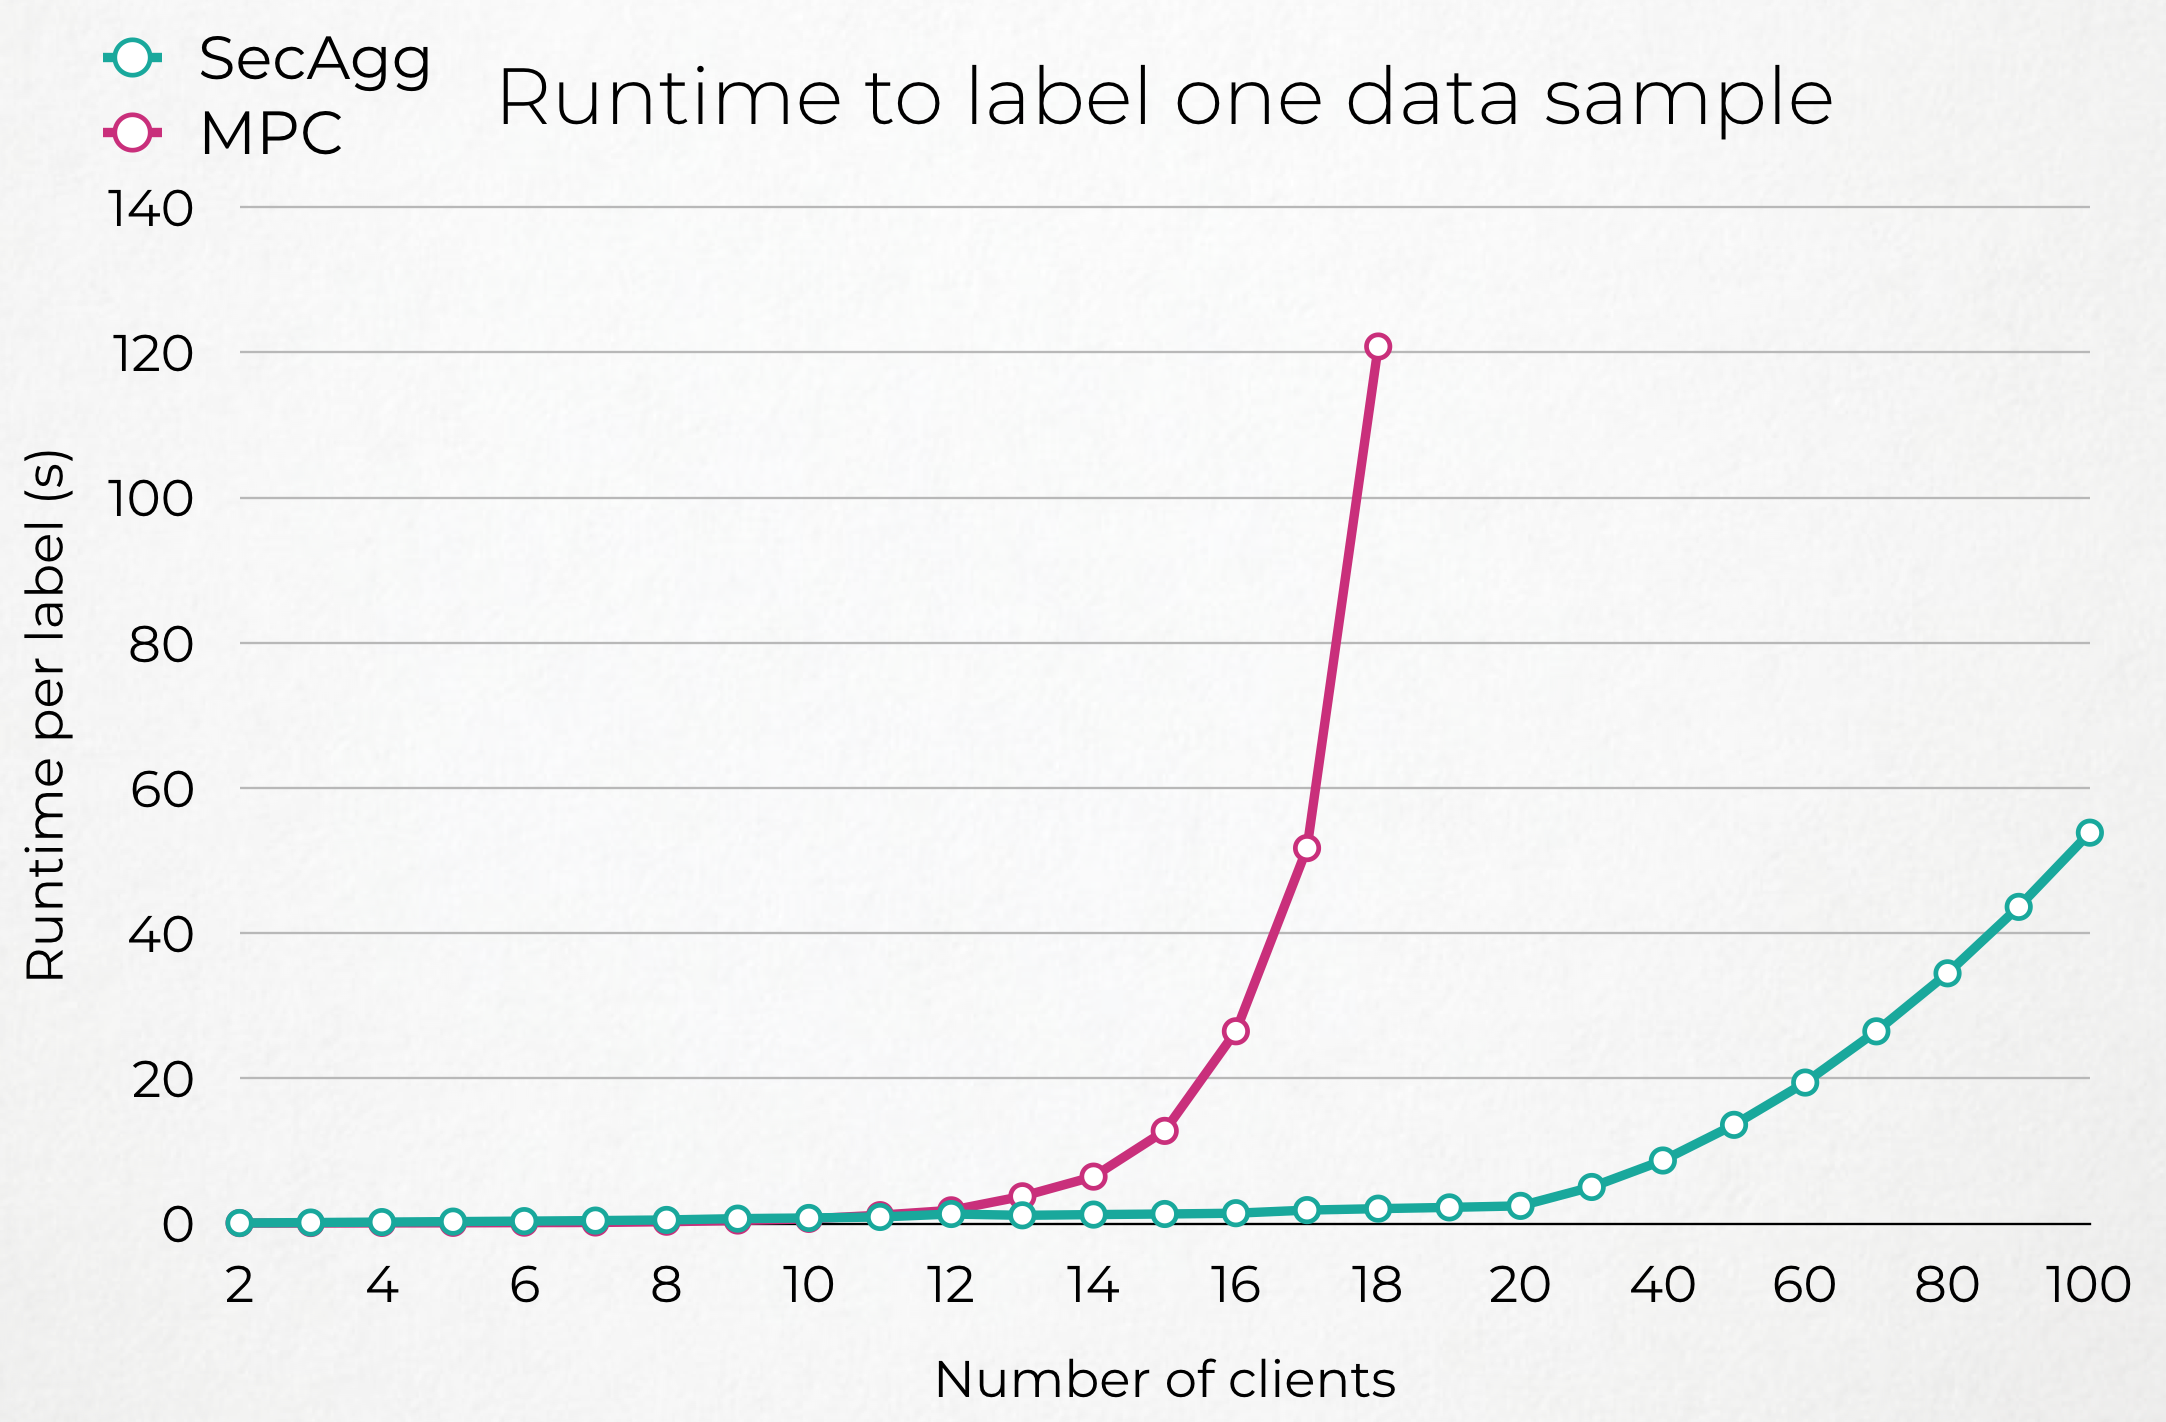 SecAgg
MPC
Runtime to label one data sample
140
120
100
80
60
40
20
0
Runtime per label (s)
2 4 6 8 10 12 14 16 18 20 40 60 80 100
Number of clients